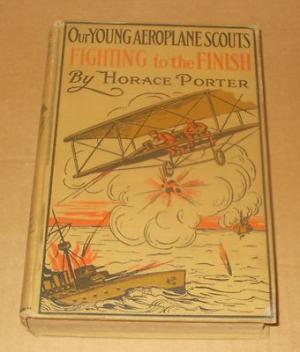 Our YOUNG AEROPLANE SCOUTS
FIGHTING to the FINISH
By HORACE PORTER